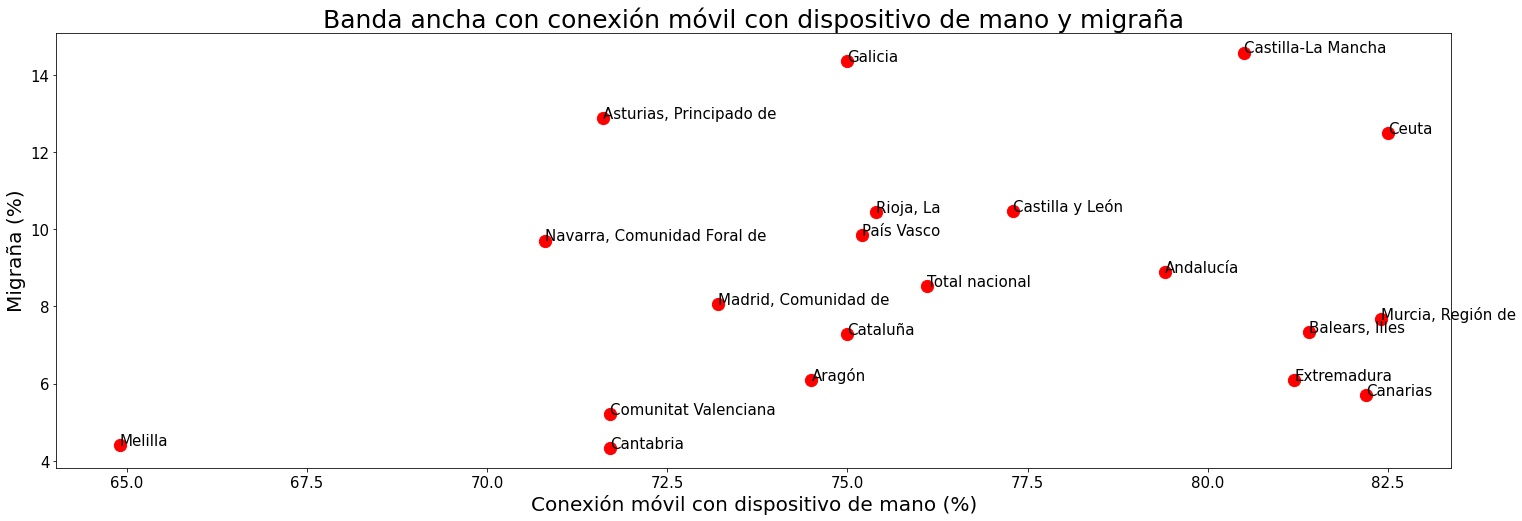 Banda ancha con conexión móvil con dispositivo de mano y migraña
Migraña (%)
14
12
10
8
6
4
Galicia
Castilla-La Mancha
Asturias, Principado de
Ceuta
Rioja, La
Castilla y León
País Vasco
Navarra, Comunidad Foral de
Andalucía
Total nacional
Madrid, Comunidad de
Murcia, Región de
Balears, Illes
Cataluña
Aragón
Extremadura
Canarias
Comunitat Valenciana
Melilla
Cantabria
65.0 67.5 70.0 72.5 75.0 77.5 80.0 82.5
Conexión móvil con dispositivo de mano (%)